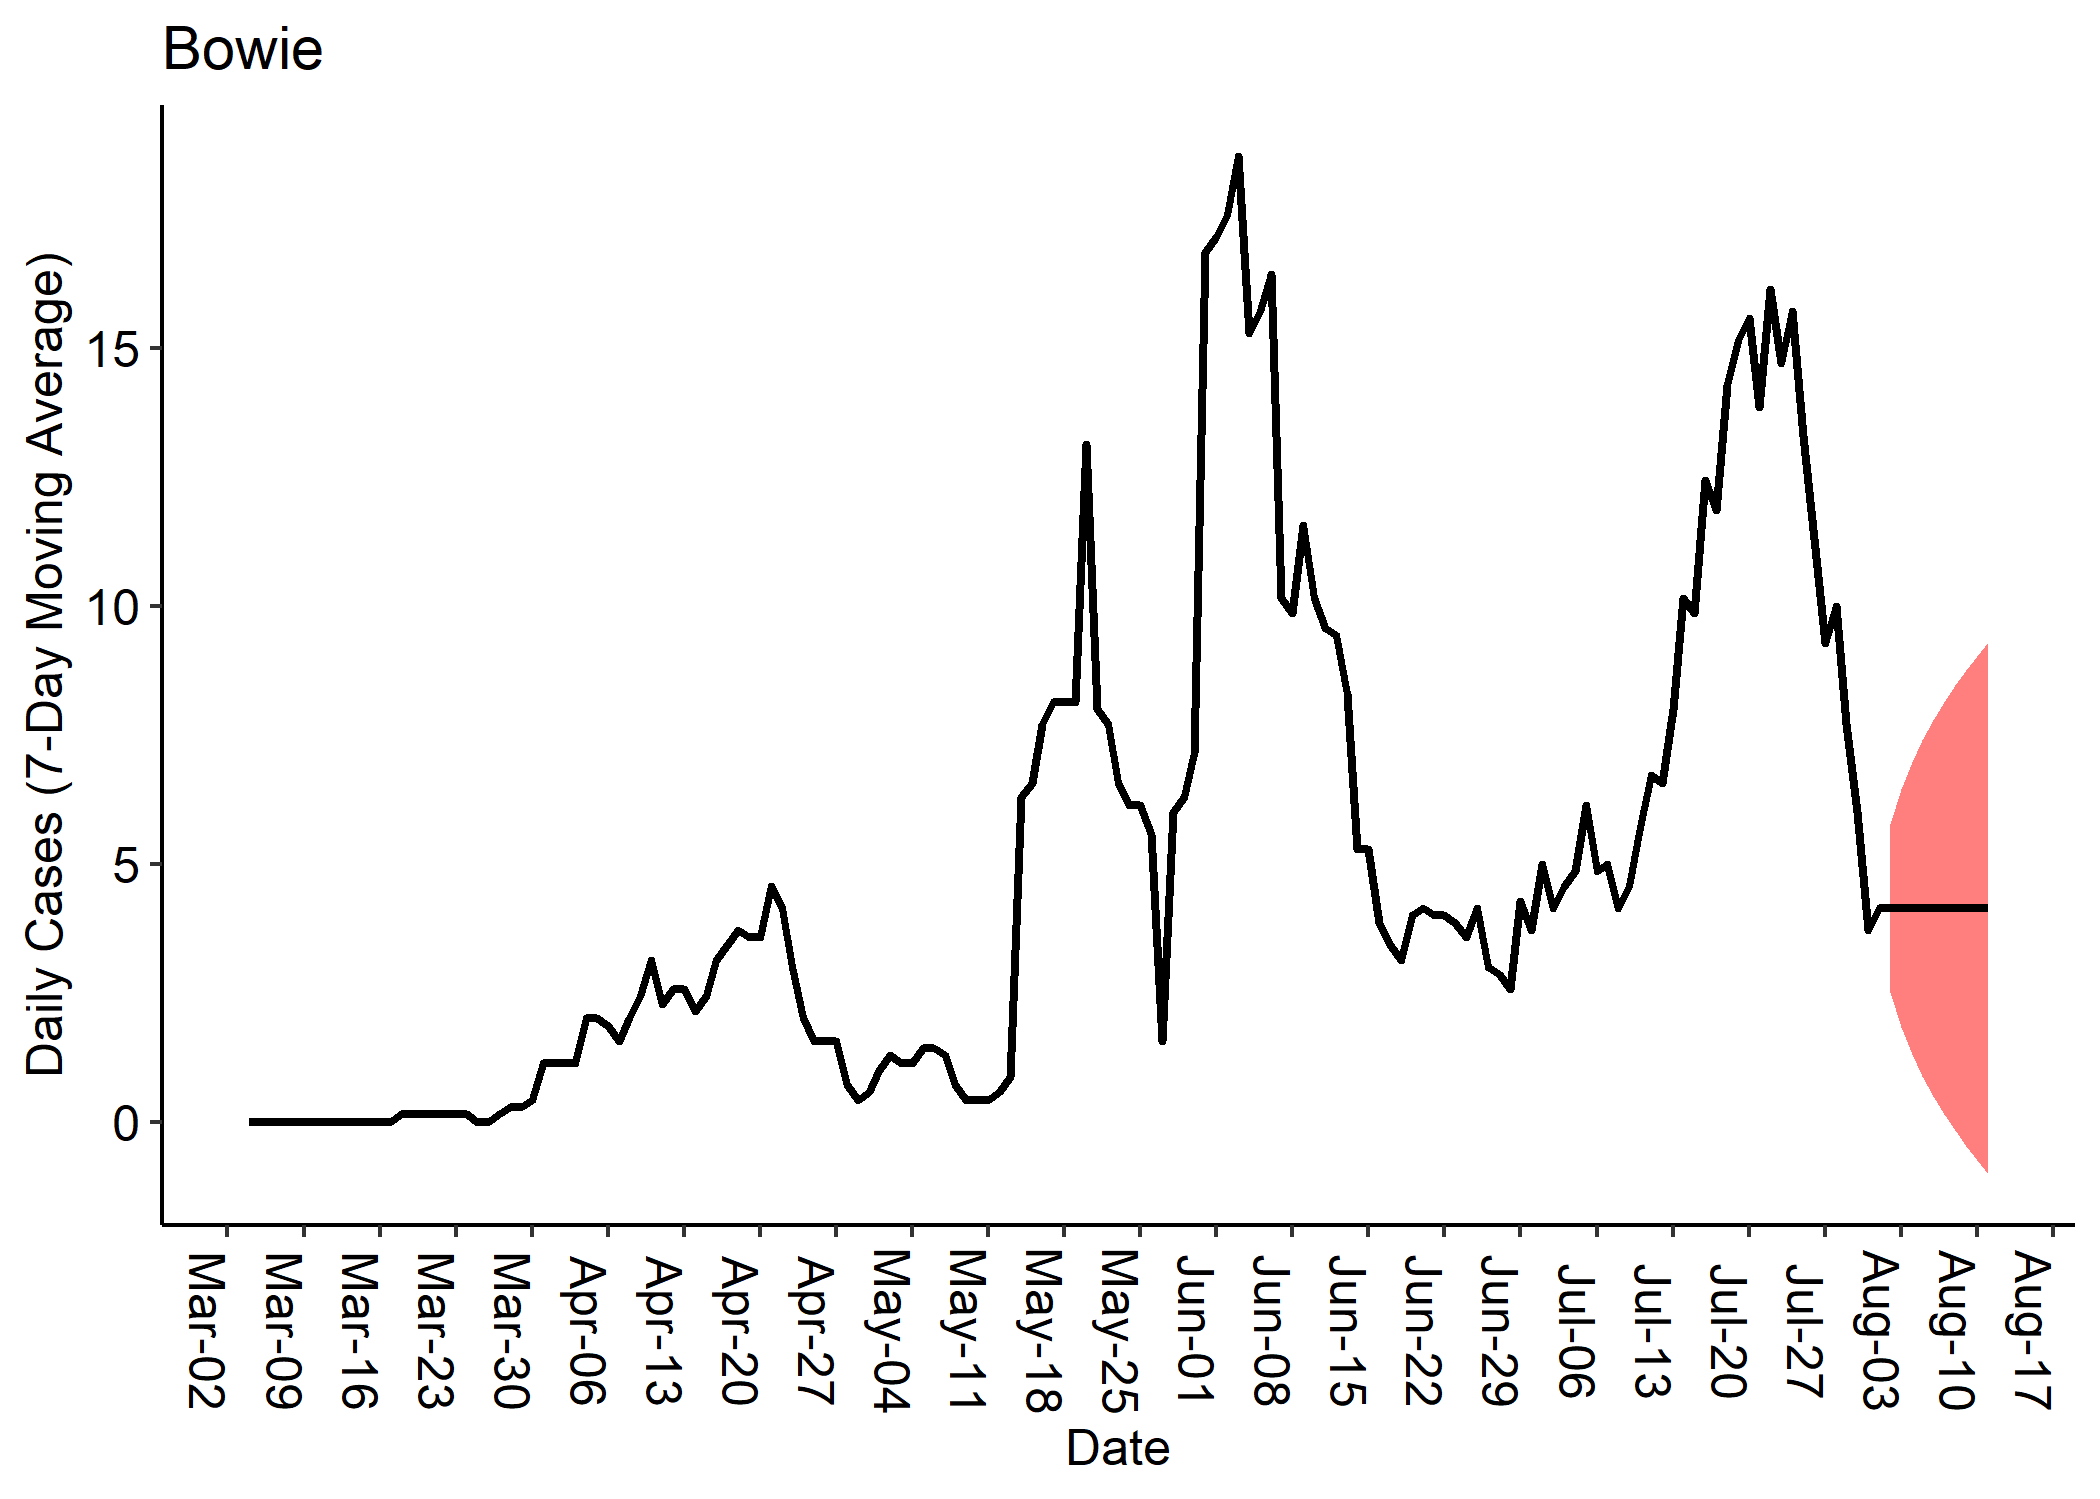 Bowie
Daily Cases (7-Day Moving Average)
15
10
5
0
Mar-02
Mar-09
Mar-16
Mar-23
Mar-30
Apr-06
Apr-13
Apr-20
Apr-27
May-04
May-11
May-18
May-25
Jun-01
Jun-08
Jun-15
Jun-22
Jun-29
Jul-06
Jul-13
Jul-20
Jul-27
Aug-03
Aug-10
Aug-17
Date